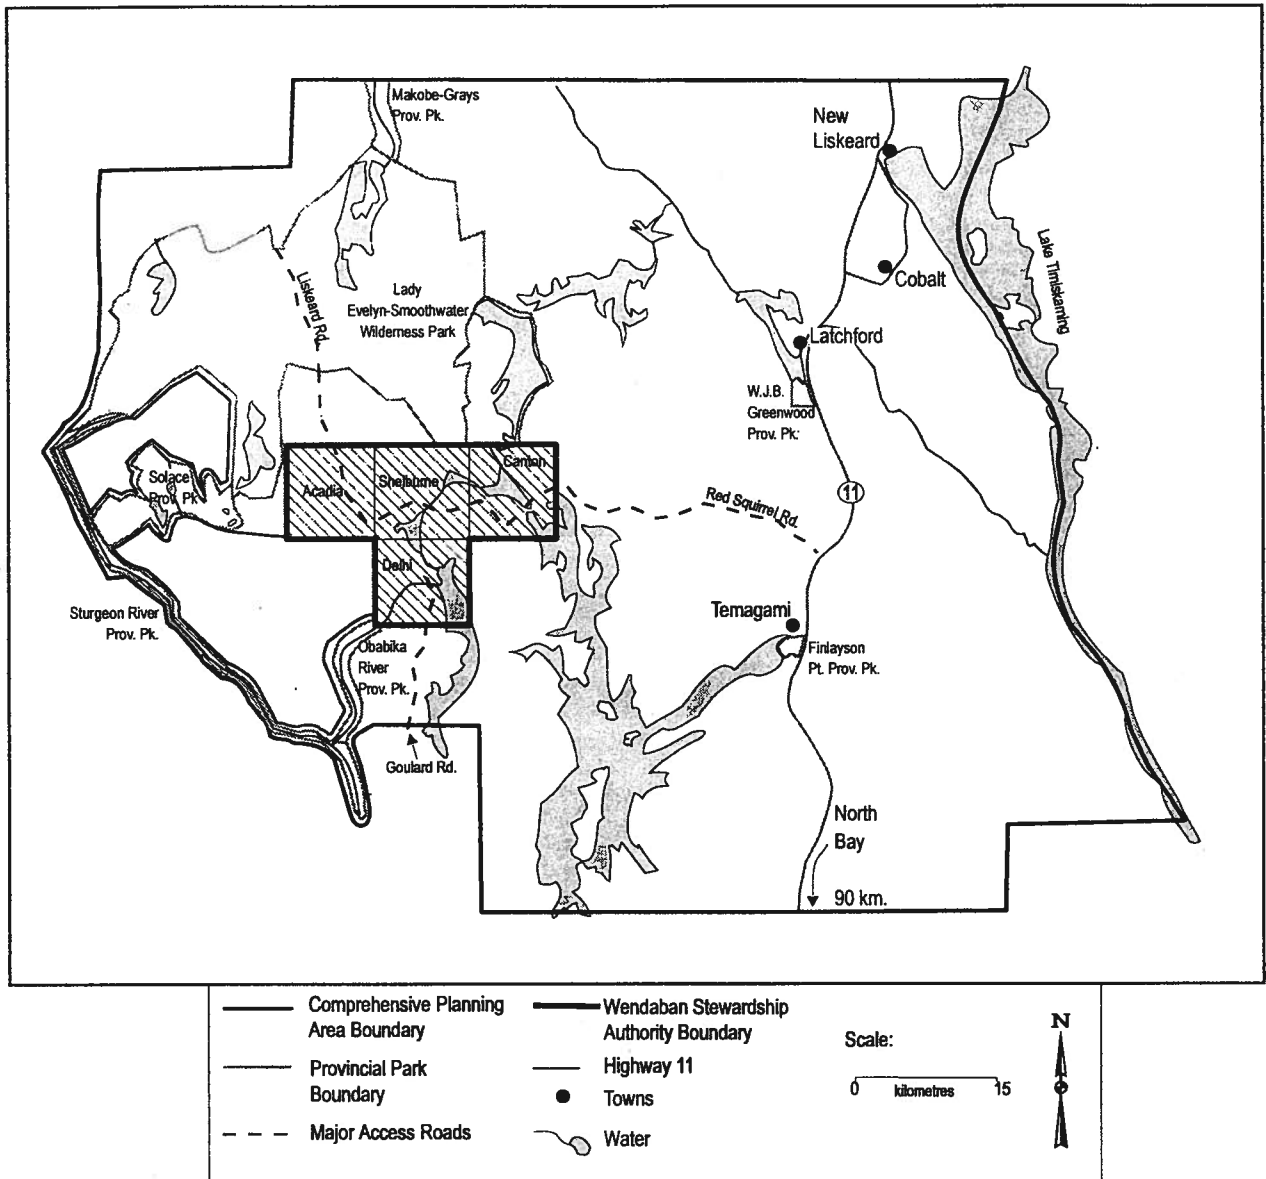 Makobe-Grays
Prov. Pk.
New
Liskeard
Lake Timiskaming
Liskeard Rd.
Cobalt
Lady
Evelyn-Smoothwater
Wilderness Park
Latchford
W.J.B.
Greenwood
Prov. Pk.
Solace
Prov. Pk
Acadia
Shelburne
Canton
11
Red Squirrel Rd.
Delhi
Sturgeon River
Prov. Pk.
Temagami
Obabika
River
Prov. Pk.
Finlayson
Pt. Prov. Pk.
Goulard Rd.
North
Bay
90 km.
Comprehensive Planning
Area Boundary
Provincial Park
Boundary
Major Access Roads
Wendaban Stewardship
Authority Boundary
Highway 11
Towns
Water
Scale:
0 kilometres 15
N